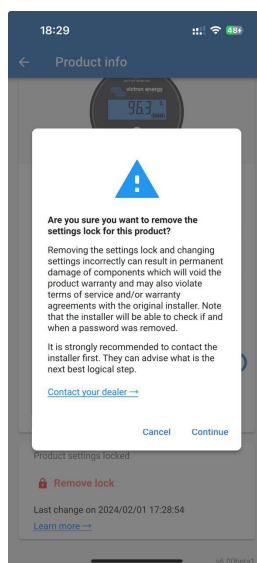 18:29
48
Product info
victron energy
96.3
Are you sure you want to remove the
settings lock for this product?
Removing the settings lock and changing
settings incorrectly can result in permanent
damage of components which will void the
product warranty and may also violate
terms of service and/or warranty
agreements with the original installer. Note
that the installer will be able to check if and
when a password was removed.
It is strongly recommended to contact the
installer first. They can advise what is the
next best logical step.
Contact your dealer →
Cancel Continue
Product settings locked
Remove lock
Last change on 2024/02/01 17:28:54
Learn more →